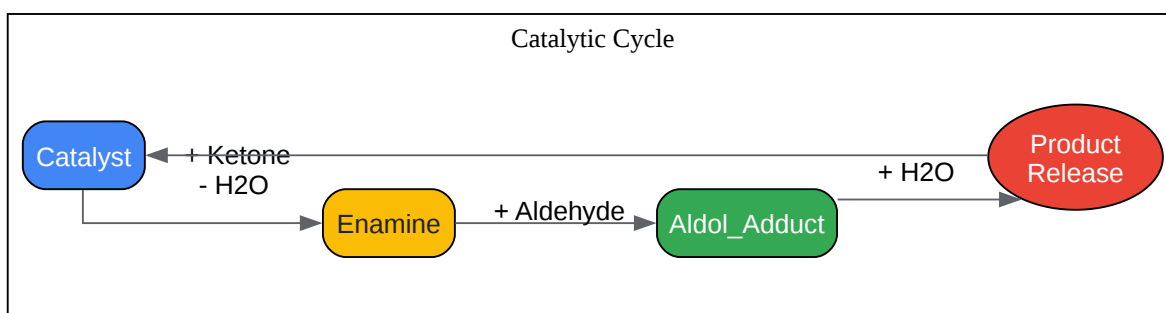 Catalytic Cycle
Catalyst
+ Ketone
- H2O
Enamine
+ Aldehyde
Aldol_Adduct
+ H2O
Product
Release